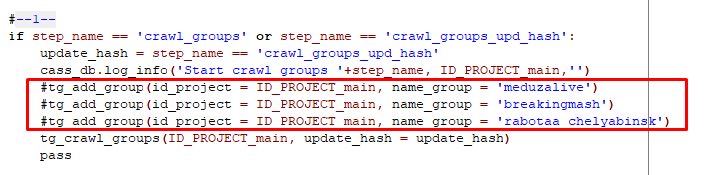 #--1--
if step_name == 'crawl_groups' or step_name == 'crawl_groups_upd_hash':
    update_hash = step_name == 'crawl_groups_upd_hash'
    cass_db.log_info('Start crawl groups '+step_name, ID_PROJECT_main,'')
    #tg_add_group(id_project = ID_PROJECT_main, name_group = 'meduzalive')
    #tg_add_group(id_project = ID_PROJECT_main, name_group = 'breakingmash')
    #tg_add_group(id_project = ID_PROJECT_main, name_group = 'rabotaa_chelyabinsk')
    tg_crawl_groups(ID_PROJECT_main, update_hash = update_hash)
    pass